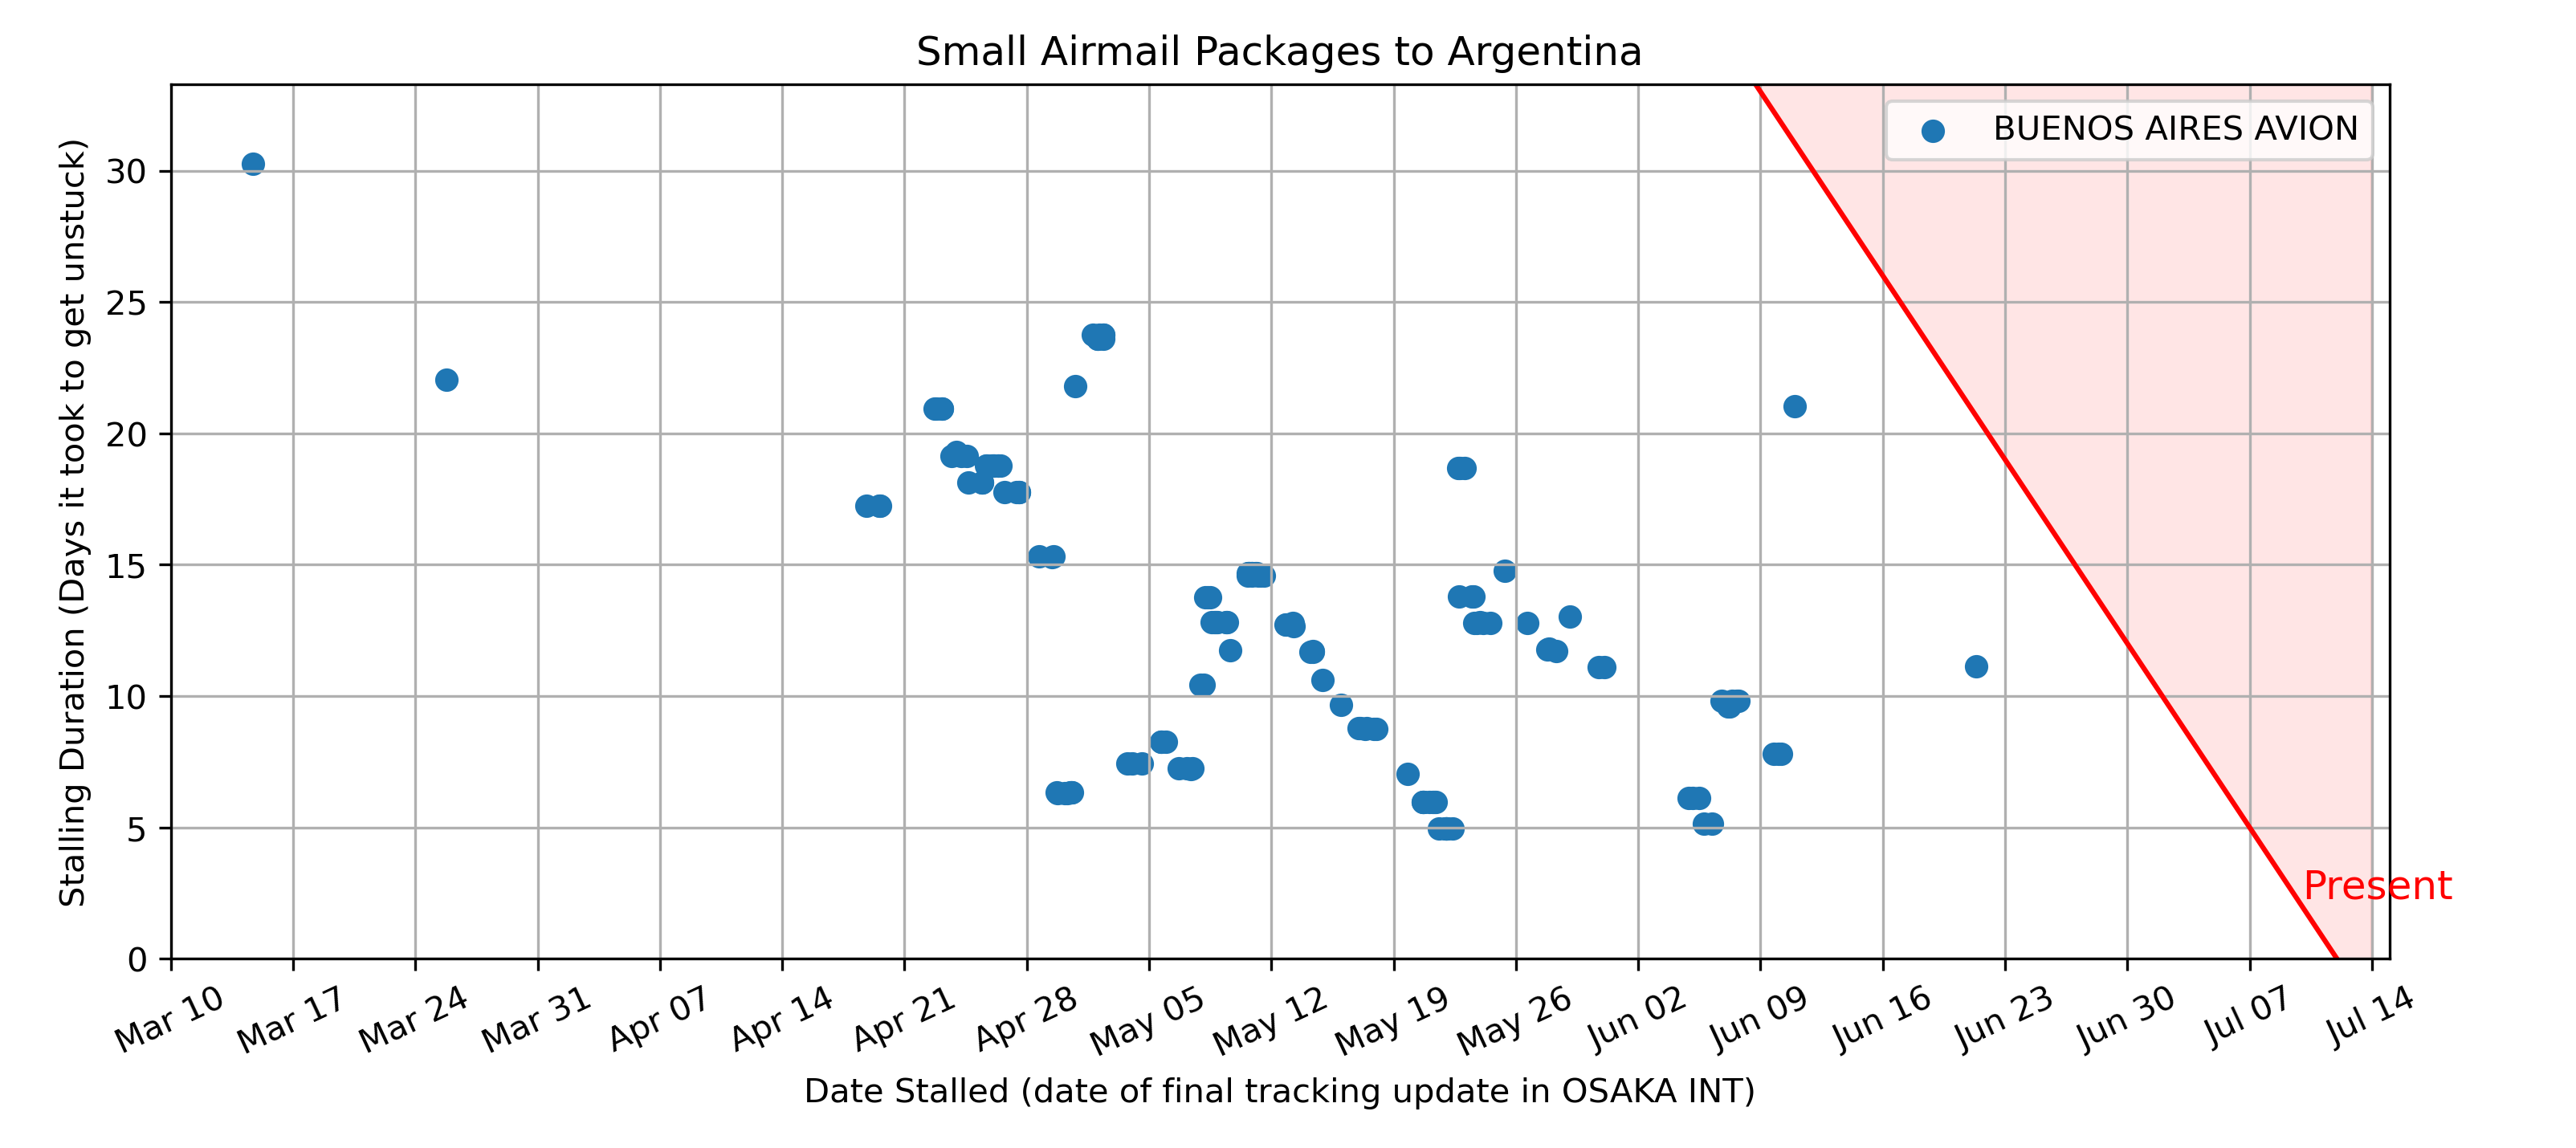 Small Airmail Packages to Argentina
BUENOS AIRES AVION
Stalling Duration (Days it took to get unstuck)
30
25
20
15
10
5
0
Present
Mar 10
Mar 17
Mar 24
Mar 31
Apr 07
Apr 14
Apr 21
Apr 28
May 05
May 12
May 19
May 26
Jun 02
Jun 09
Jun 16
Jun 23
Jun 30
Jul 07
Jul 14
Date Stalled (date of final tracking update in OSAKA INT)